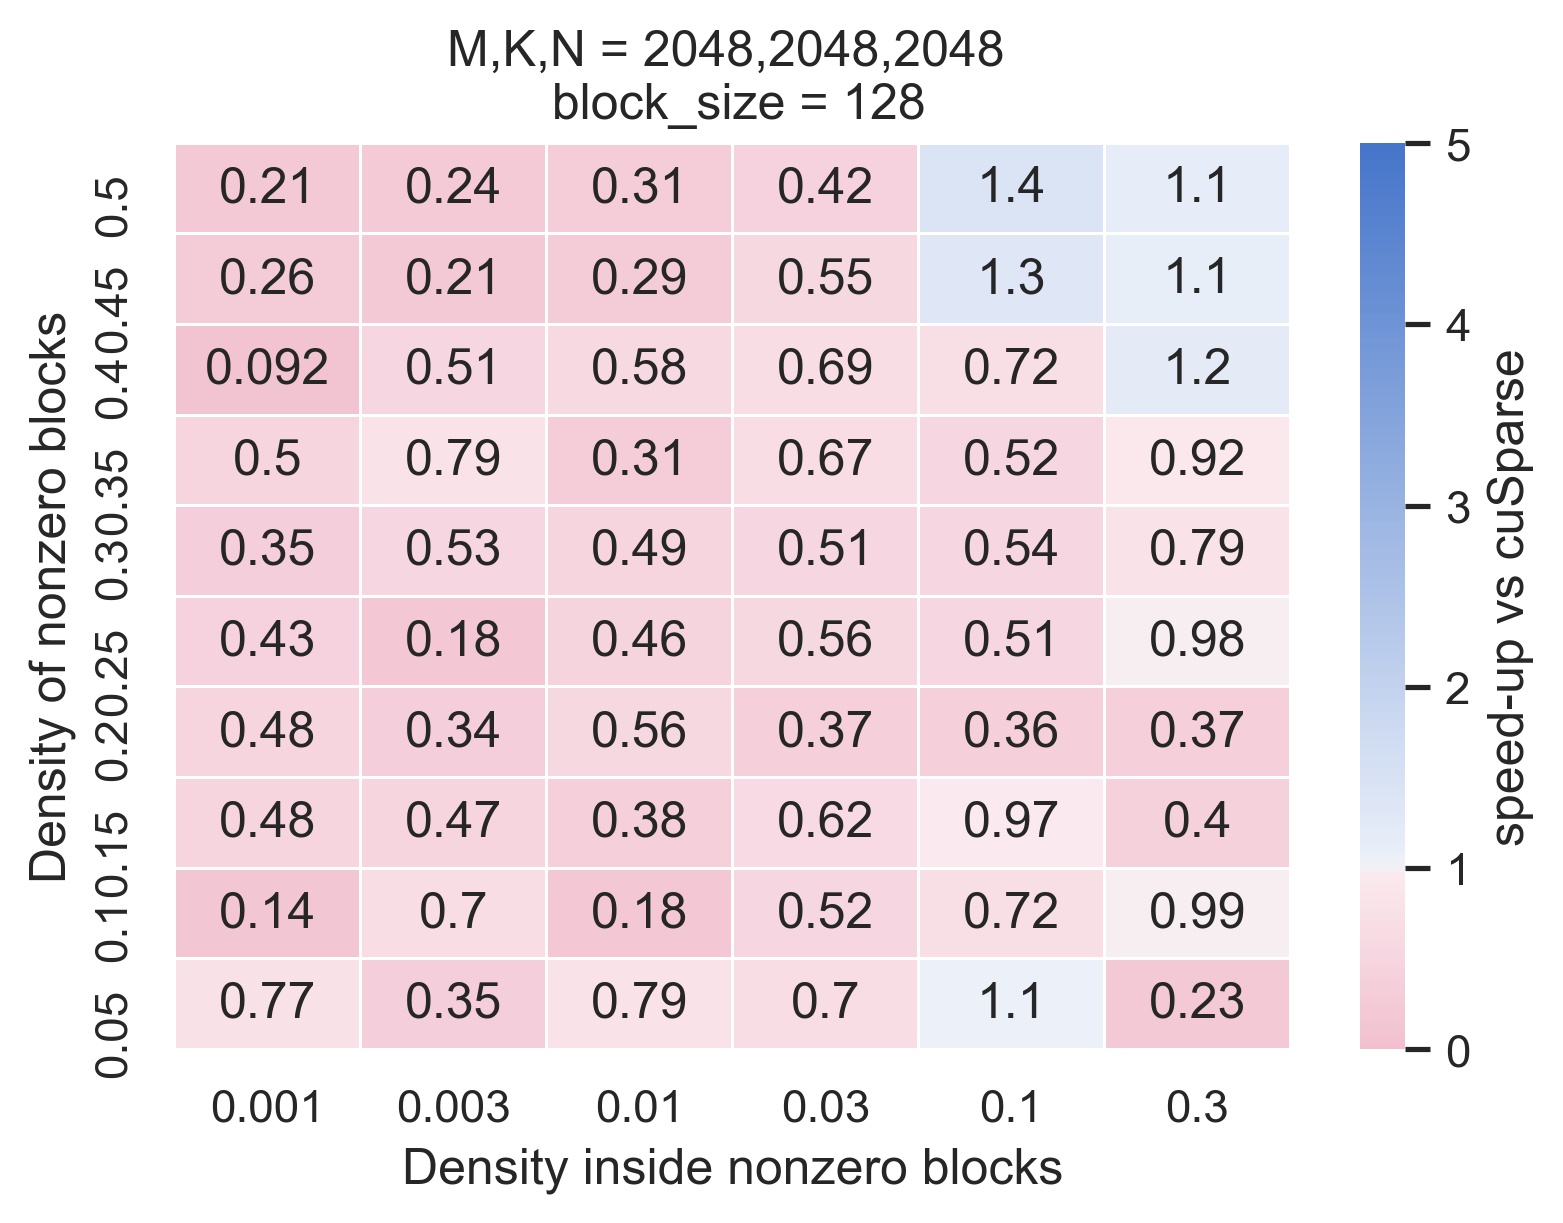 M,K,N = 2048,2048,2048
block_size = 128
Density of nonzero blocks
0.5 0.21 0.24 0.31 0.42 1.4 1.1
0.45 0.26 0.21 0.29 0.55 1.3 1.1
0.4 0.092 0.51 0.58 0.69 0.72 1.2
0.35 0.5 0.79 0.31 0.67 0.52 0.92
0.3 0.35 0.53 0.49 0.51 0.54 0.79
0.25 0.43 0.18 0.46 0.56 0.51 0.98
0.2 0.48 0.34 0.56 0.37 0.36 0.37
0.15 0.48 0.47 0.38 0.62 0.97 0.4
0.1 0.14 0.7 0.18 0.52 0.72 0.99
0.05 0.77 0.35 0.79 0.7 1.1 0.23
0.001 0.003 0.01 0.03 0.1 0.3
Density inside nonzero blocks
5
4
3
2
1
0
speed-up vs cuSparse